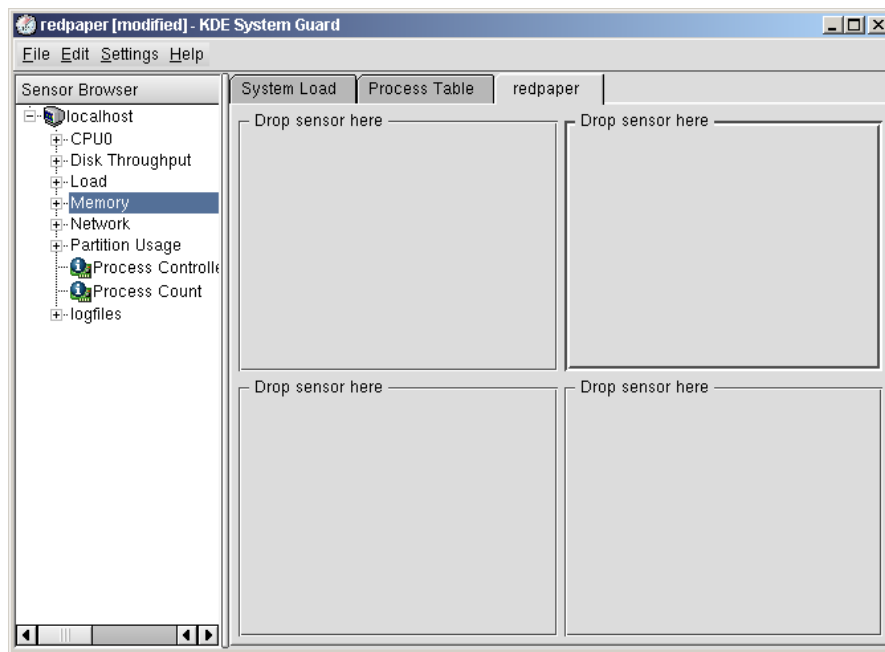 redpaper [modified] - KDE System Guard
File Edit Settings Help
Sensor Browser
System Load Process Table redpaper
localhost
CPU0
Disk Throughput
Load
Memory
Network
Partition Usage
Process Controlle
Process Count
logfiles
Drop sensor here Drop sensor here
Drop sensor here Drop sensor here